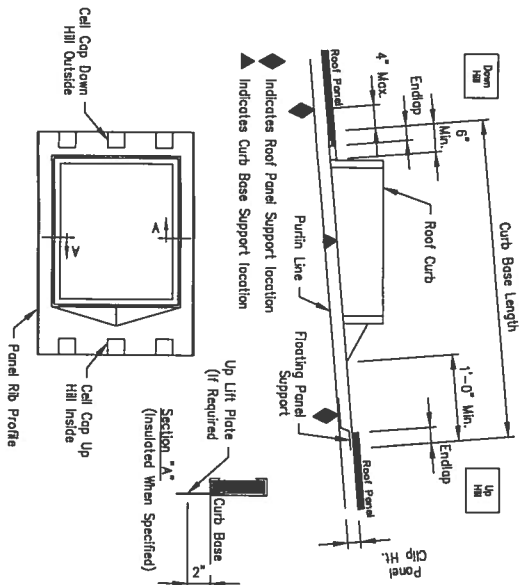 Down
Hill
Curb Base Length
Up
Hill
6"
Min.
Endlap
4" Max.
Roof Panel
Roof Curb
1'-0" Min.
Endlap
Roof Panel
Purlin Line
Floating Panel
Support
Panel
Clip Ht.
Indicates Roof Panel Support location
Indicates Curb Base Support location
Cell Cap Down
Hill Outside
A
A
Cell Cap Up
Hill Inside
Panel Rib Profile
Up Lift Plate
(If Required)
Curb Base
2"
Section "A"
(Insulated When Specified)